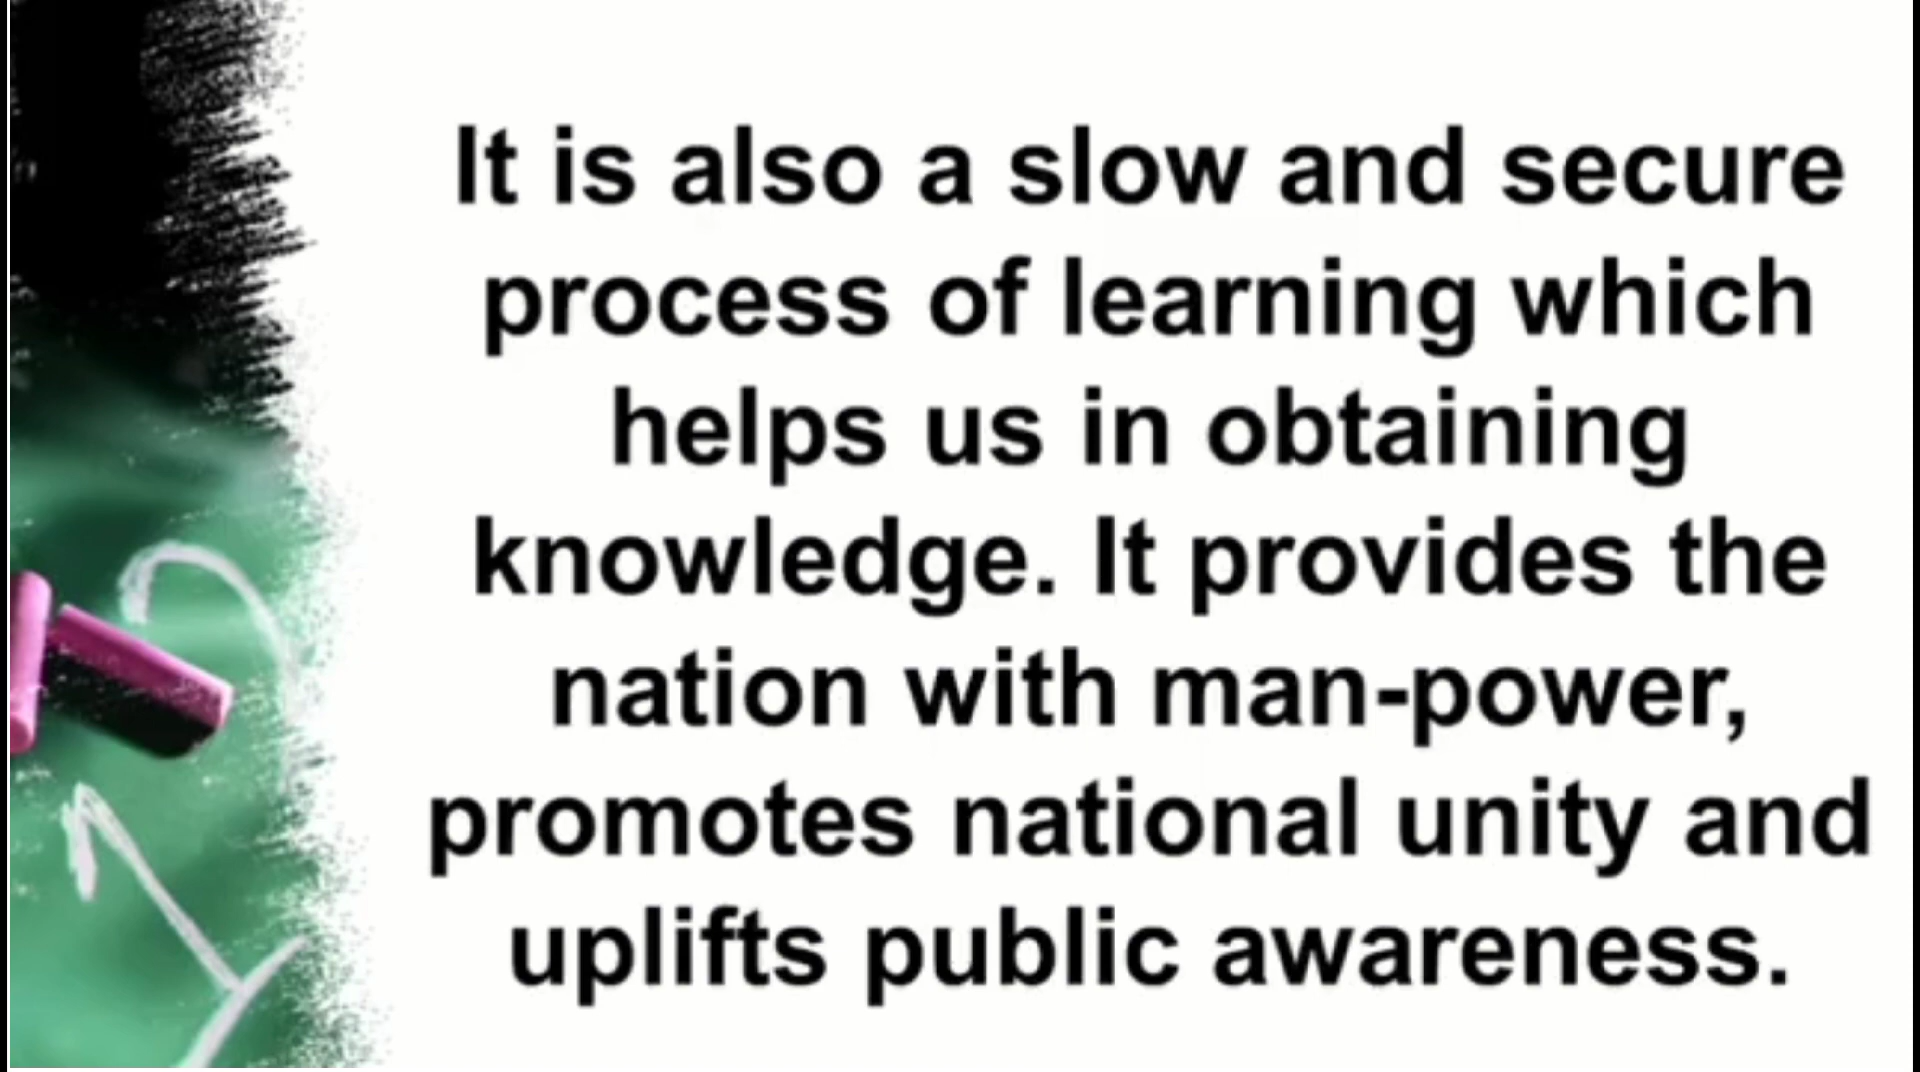 It is also a slow and secure
process of learning which
helps us in obtaining
knowledge. It provides the
nation with man-power,
promotes national unity and
uplifts public awareness.